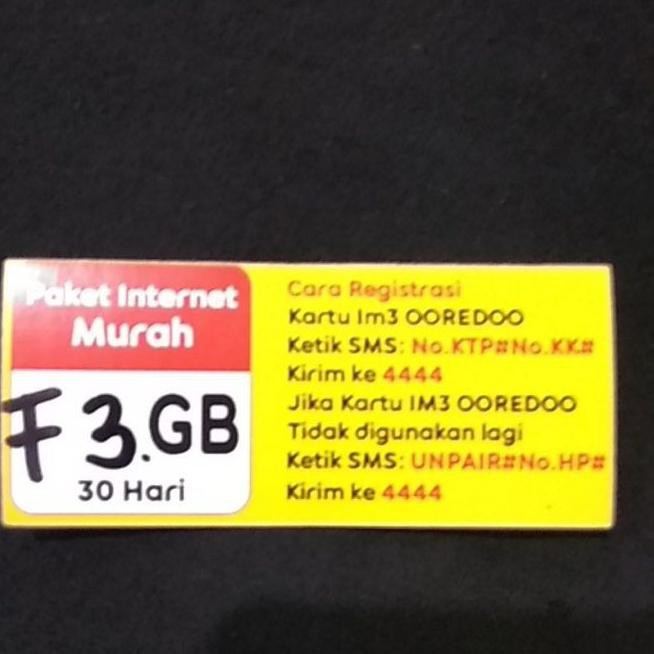 Paket Internet
Murah
F 3.GB
30 Hari
Cara Registrasi
Kartu Im3 OOREDOO
Ketik SMS: No.KTP#No.KK#
Kirim ke 4444
Jika Kartu IM3 OOREDOO
Tidak digunakan lagi
Ketik SMS: UNPAIR#No.HP#
Kirim ke 4444